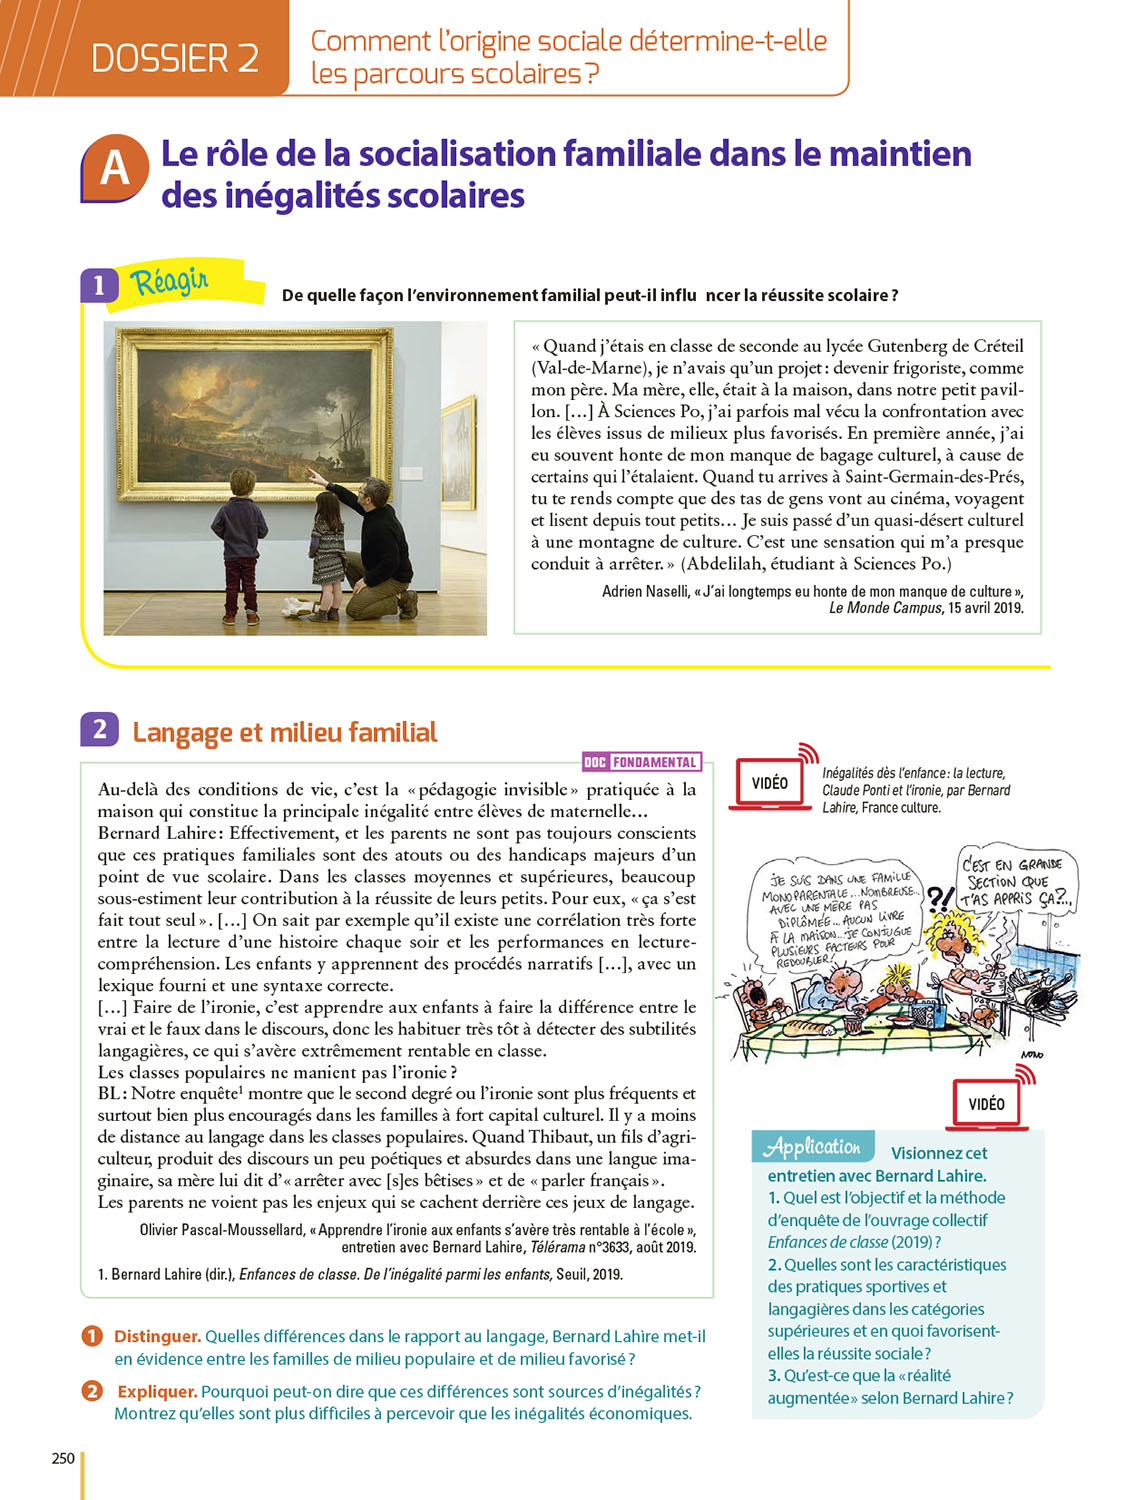 DOSSIER 2
Comment l'origine sociale détermine-t-elle
les parcours scolaires ?
A
Le rôle de la socialisation familiale dans le maintien
des inégalités scolaires
1 Réagir
De quelle façon l'environnement familial peut-il influ ncer la réussite scolaire ?
« Quand j'étais en classe de seconde au lycée Gutenberg de Créteil
(Val-de-Marne), je n'avais qu'un projet : devenir frigoriste, comme
mon père. Ma mère, elle, était à la maison, dans notre petit pavil-
lon. […] À Sciences Po, j'ai parfois mal vécu la confrontation avec
les élèves issus de milieux plus favorisés. En première année, j'ai
eu souvent honte de mon manque de bagage culturel, à cause de
certains qui l'étalaient. Quand tu arrives à Saint-Germain-des-Prés,
tu te rends compte que des tas de gens vont au cinéma, voyagent
et lisent depuis tout petits… Je suis passé d'un quasi-désert culturel
à une montagne de culture. C'est une sensation qui m'a presque
conduit à arrêter. » (Abdelilah, étudiant à Sciences Po.)
Adrien Naselli, « J'ai longtemps eu honte de mon manque de culture »,
Le Monde Campus, 15 avril 2019.
2 Langage et milieu familial
DOC FONDAMENTAL
Au-delà des conditions de vie, c'est la « pédagogie invisible » pratiquée à la
maison qui constitue la principale inégalité entre élèves de maternelle…
Bernard Lahire : Effectivement, et les parents ne sont pas toujours conscients
que ces pratiques familiales sont des atouts ou des handicaps majeurs d'un
point de vue scolaire. Dans les classes moyennes et supérieures, beaucoup
sous-estiment leur contribution à la réussite de leurs petits. Pour eux, « ça s'est
fait tout seul ». […] On sait par exemple qu'il existe une corrélation très forte
entre la lecture d'une histoire chaque soir et les performances en lecture-
compréhension. Les enfants y apprennent des procédés narratifs […], avec un
lexique fourni et une syntaxe correcte.
[…] Faire de l'ironie, c'est apprendre aux enfants à faire la différence entre le
vrai et le faux dans le discours, donc les habituer très tôt à détecter des subtilités
langagières, ce qui s'avère extrêmement rentable en classe.
Les classes populaires ne manient pas l'ironie ?
BL : Notre enquête¹ montre que le second degré ou l'ironie sont plus fréquents et
surtout bien plus encouragés dans les familles à fort capital culturel. Il y a moins
de distance au langage dans les classes populaires. Quand Thibaut, un fils d'agri-
culteur, produit des discours un peu poétiques et absurdes dans une langue ima-
ginaire, sa mère lui dit d'« arrêter avec [s]es bêtises » et de « parler français ».
Les parents ne voient pas les enjeux qui se cachent derrière ces jeux de langage.
Olivier Pascal-Moussellard, « Apprendre l'ironie aux enfants s'avère très rentable à l'école »,
entretien avec Bernard Lahire, Télérama n°3633, août 2019.
1. Bernard Lahire (dir.), Enfances de classe. De l'inégalité parmi les enfants, Seuil, 2019.
1 Distinguer. Quelles différences dans le rapport au langage, Bernard Lahire met-il
en évidence entre les familles de milieu populaire et de milieu favorisé ?
2 Expliquer. Pourquoi peut-on dire que ces différences sont sources d'inégalités ?
Montrez qu'elles sont plus difficiles à percevoir que les inégalités économiques.
VIDÉO
Inégalités dès l'enfance : la lecture,
Claude Ponti et l'ironie, par Bernard
Lahire, France culture.
JE SUIS DANS UNE FAMILLE
MONOPARENTALE... NOMBREUSE...
AVEC UNE MÈRE PAS
DIPLÔMÉE... AUCUN LIVRE
À LA MAISON... JE CONJUGUE
PLUSIEURS FACTEURS POUR
REDOUBLER !
?!
C'EST EN GRANDE
SECTION QUE
T'AS APPRIS ÇA ?...
NONO
VIDÉO
Application Visionnez cet
entretien avec Bernard Lahire.
1. Quel est l'objectif et la méthode
d'enquête de l'ouvrage collectif
Enfances de classe (2019) ?
2. Quelles sont les caractéristiques
des pratiques sportives et
langagières dans les catégories
supérieures et en quoi favorisent-
elles la réussite sociale ?
3. Qu'est-ce que la « réalité
augmentée » selon Bernard Lahire ?
250